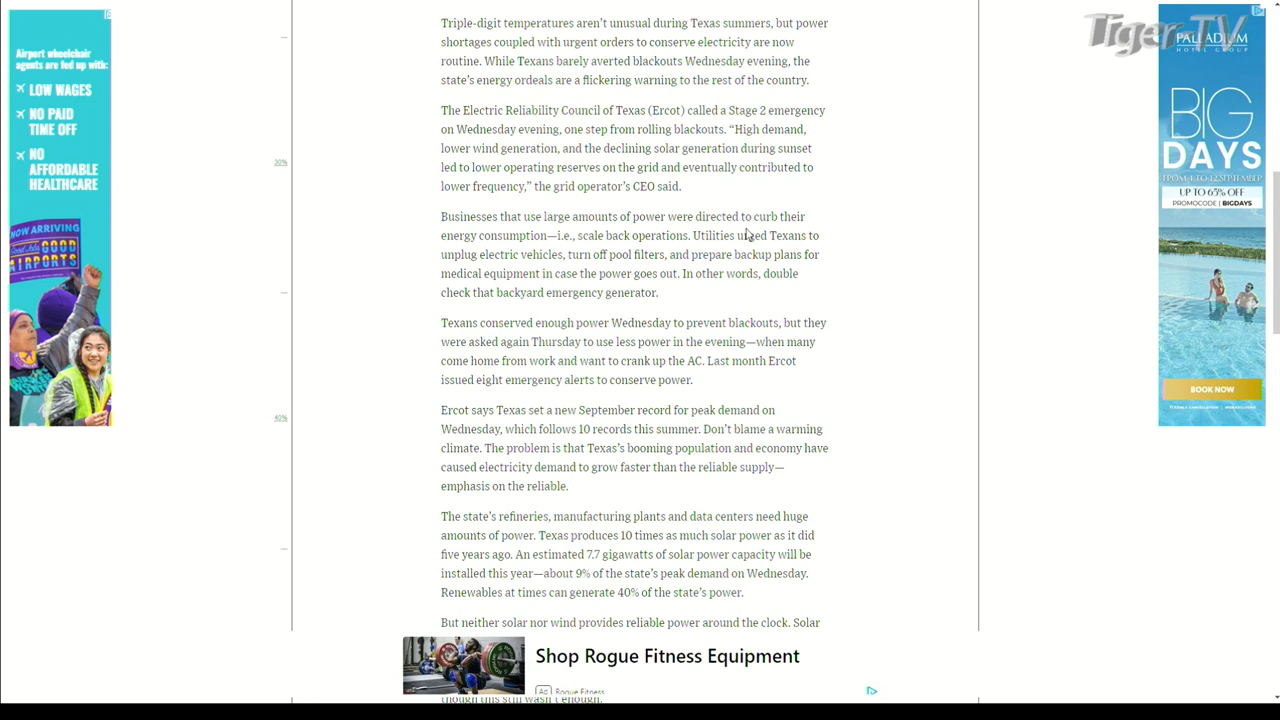 Tiger TV
Airport wheelchair
agents are fed up with:
LOW WAGES
NO PAID
TIME OFF
NO
AFFORDABLE
HEALTHCARE
NOW ARRIVING
GOOD
AIRPORTS
30%
40%
Triple-digit temperatures aren’t unusual during Texas summers, but power
shortages coupled with urgent orders to conserve electricity are now
routine. While Texans barely averted blackouts Wednesday evening, the
state’s energy ordeals are a flickering warning to the rest of the country.
The Electric Reliability Council of Texas (Ercot) called a Stage 2 emergency
on Wednesday evening, one step from rolling blackouts. “High demand,
lower wind generation, and the declining solar generation during sunset
led to lower operating reserves on the grid and eventually contributed to
lower frequency,” the grid operator’s CEO said.
Businesses that use large amounts of power were directed to curb their
energy consumption—i.e., scale back operations. Utilities urged Texans to
unplug electric vehicles, turn off pool filters, and prepare backup plans for
medical equipment in case the power goes out. In other words, double
check that backyard emergency generator.
Texans conserved enough power Wednesday to prevent blackouts, but they
were asked again Thursday to use less power in the evening—when many
come home from work and want to crank up the AC. Last month Ercot
issued eight emergency alerts to conserve power.
Ercot says Texas set a new September record for peak demand on
Wednesday, which follows 10 records this summer. Don’t blame a warming
climate. The problem is that Texas’s booming population and economy have
caused electricity demand to grow faster than the reliable supply—
emphasis on the reliable.
The state’s refineries, manufacturing plants and data centers need huge
amounts of power. Texas produces 10 times as much solar power as it did
five years ago. An estimated 7.7 gigawatts of solar power capacity will be
installed this year—about 9% of the state’s peak demand on Wednesday.
Renewables at times can generate 40% of the state’s power.
But neither solar nor wind provides reliable power around the clock. Solar
though this still wasn't enough.
Shop Rogue Fitness Equipment
Ad Rogue Fitness
PALLADIUM
HOTEL GROUP
BIG
DAYS
FROM 1 TO 12 SEPTEMBER
UP TO 65% OFF
PROMOCODE | BIGDAYS
BOOK NOW